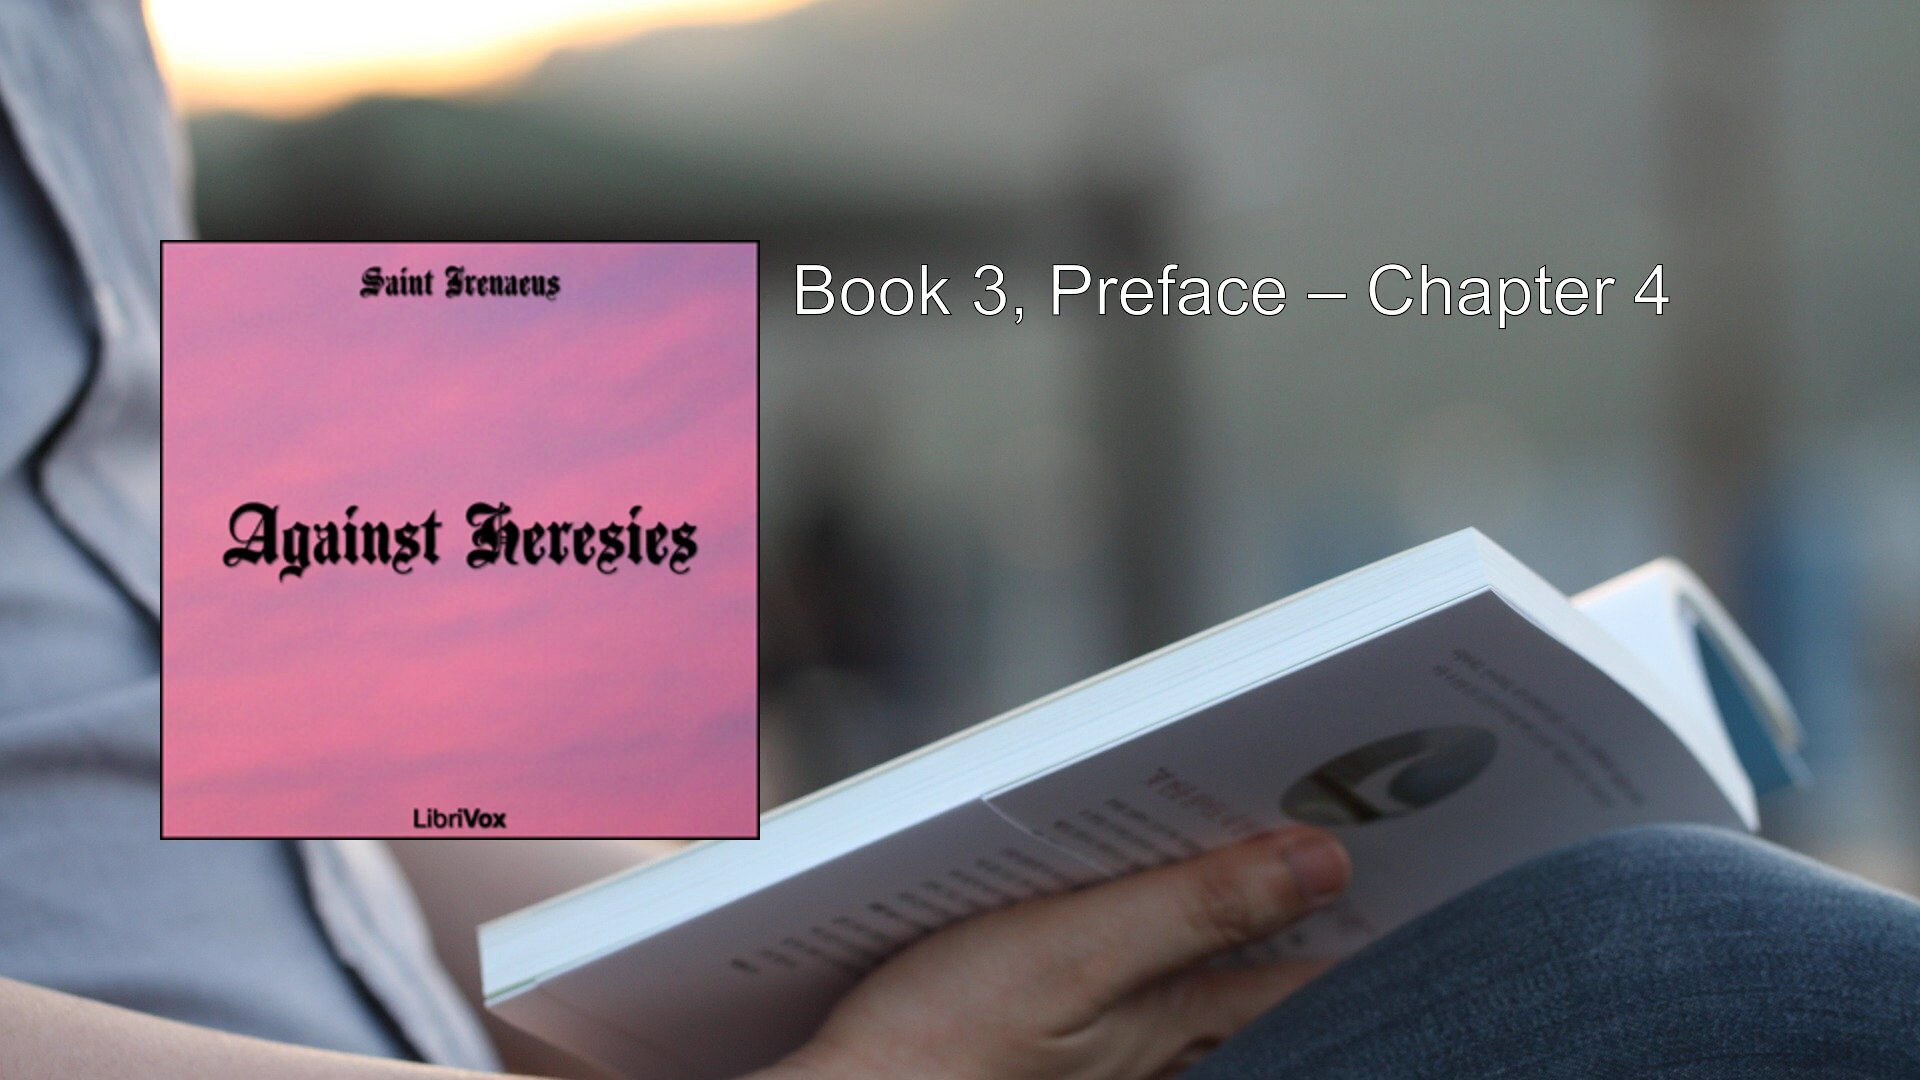 Saint Irenaeus
Against Heresies
LibriVox
Book 3, Preface – Chapter 4